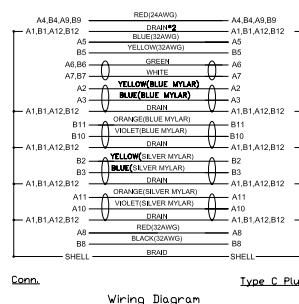 A4,B4,A9,B9 RED(24AWG) A4,B4,A9,B9
A1,B1,A12,B12 DRAIN*2 A1,B1,A12,B12
A5 BLUE(32AWG) A5
B5 YELLOW(32AWG) B5
A6,B6 GREEN A6
A7,B7 WHITE A7
A2 YELLOW(BLUE MYLAR) A2
A3 BLUE(BLUE MYLAR) A3
A1,B1,A12,B12 DRAIN A1,B1,A12,B12
B11 ORANGE(BLUE MYLAR) B11
B10 VIOLET(BLUE MYLAR) B10
A1,B1,A12,B12 DRAIN A1,B1,A12,B12
B2 YELLOW(SILVER MYLAR) B2
B3 BLUE(SILVER MYLAR) B3
A1,B1,A12,B12 DRAIN A1,B1,A12,B12
A11 ORANGE(SILVER MYLAR) A11
A10 VIOLET(SILVER MYLAR) A10
A1,B1,A12,B12 DRAIN A1,B1,A12,B12
A8 RED(32AWG) A8
B8 BLACK(32AWG) B8
SHELL BRAID SHELL
Conn. Type C Plu
Wiring Diagram